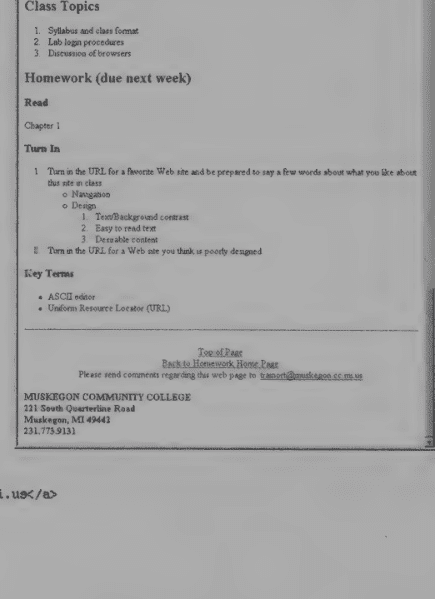 Class Topics
1. Syllabus and class format
2. Lab login procedures
3. Discussion of browsers
Homework (due next week)
Read
Chapter 1
Turn In
1. Turn in the URL for a favorite Web site and be prepared to say a few words about what you like about
this site in class
○ Navigation
○ Design
1. Text/Background contrast
2. Easy to read text
3. Desirable content
2. Turn in the URL for a Web site you think is poorly designed
Key Terms
• ASCII editor
• Uniform Resource Locator (URL)
Top of Page
Back to Homework Home Page
Please send comments regarding this web page to
MUSKEGON COMMUNITY COLLEGE
221 South Quarterline Road
Muskegon, MI 49442
231.773.9131
i.us</a>